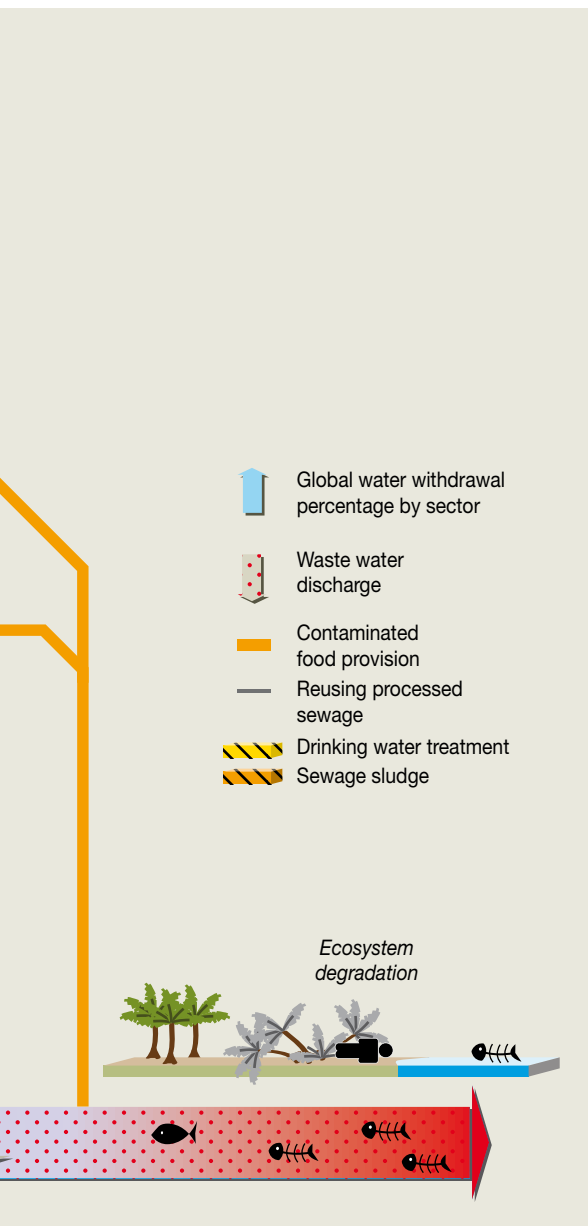 Global water withdrawal
percentage by sector
Waste water
discharge
Contaminated
food provision
Reusing processed
sewage
Drinking water treatment
Sewage sludge
Ecosystem
degradation